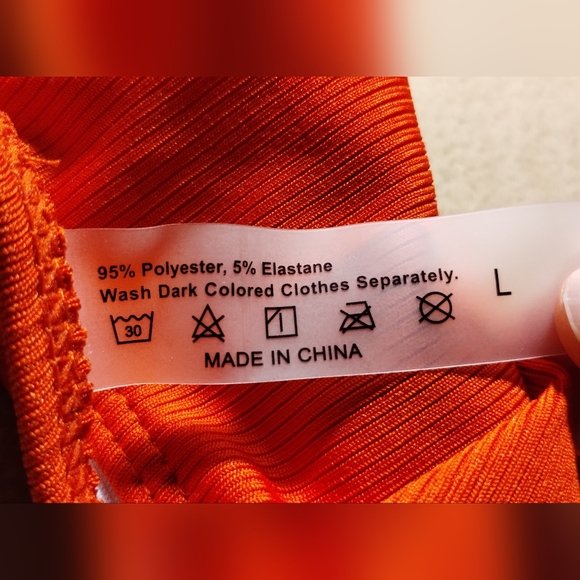 95% Polyester, 5% Elastane
Wash Dark Colored Clothes Separately.
L
30
MADE IN CHINA